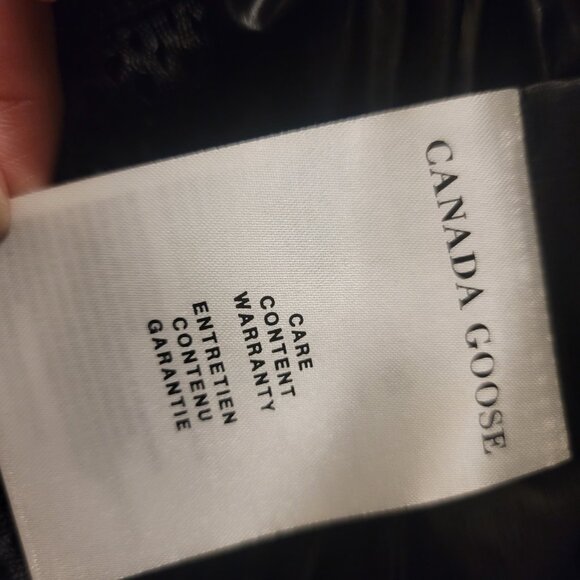 CANADA GOOSE
CARE
CONTENT
WARRANTY
ENTRETIEN
CONTENU
GARANTIE